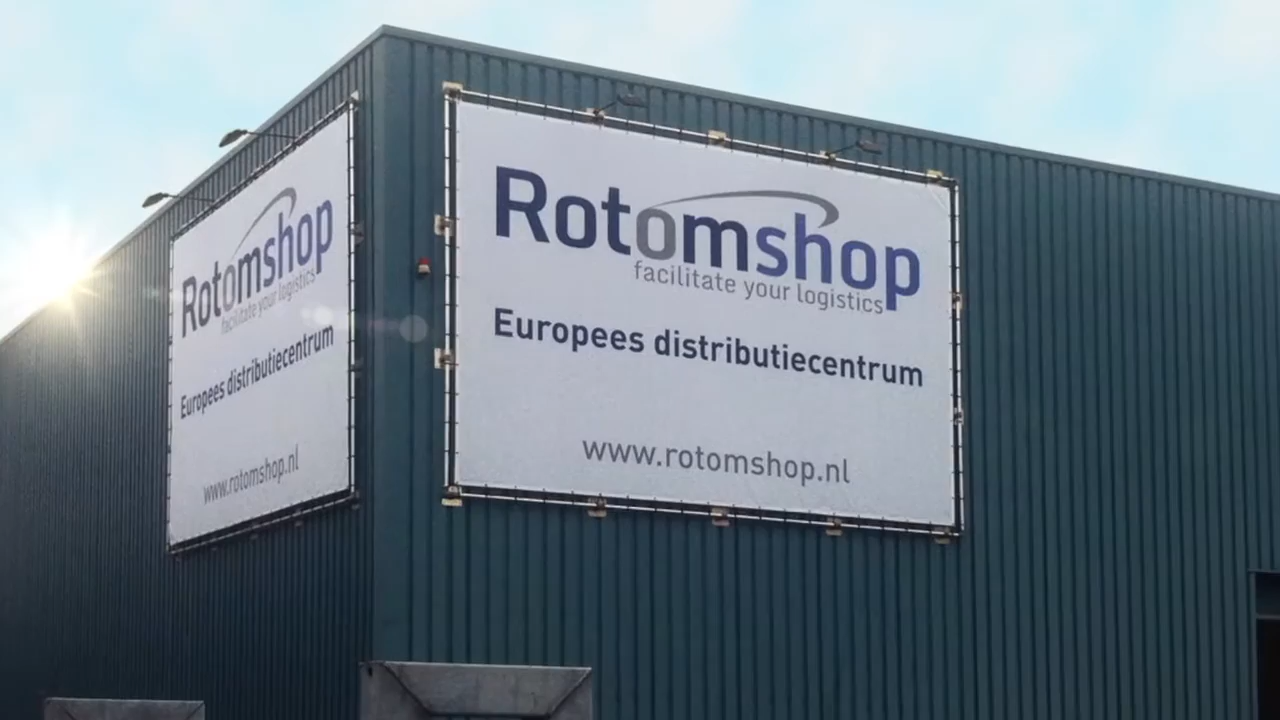 Rotomshop
facilitate your logistics
Europees distributiecentrum
www.rotomshop.nl
Rotomshop
facilitate your logistics
Europees distributiecentrum
www.rotomshop.nl